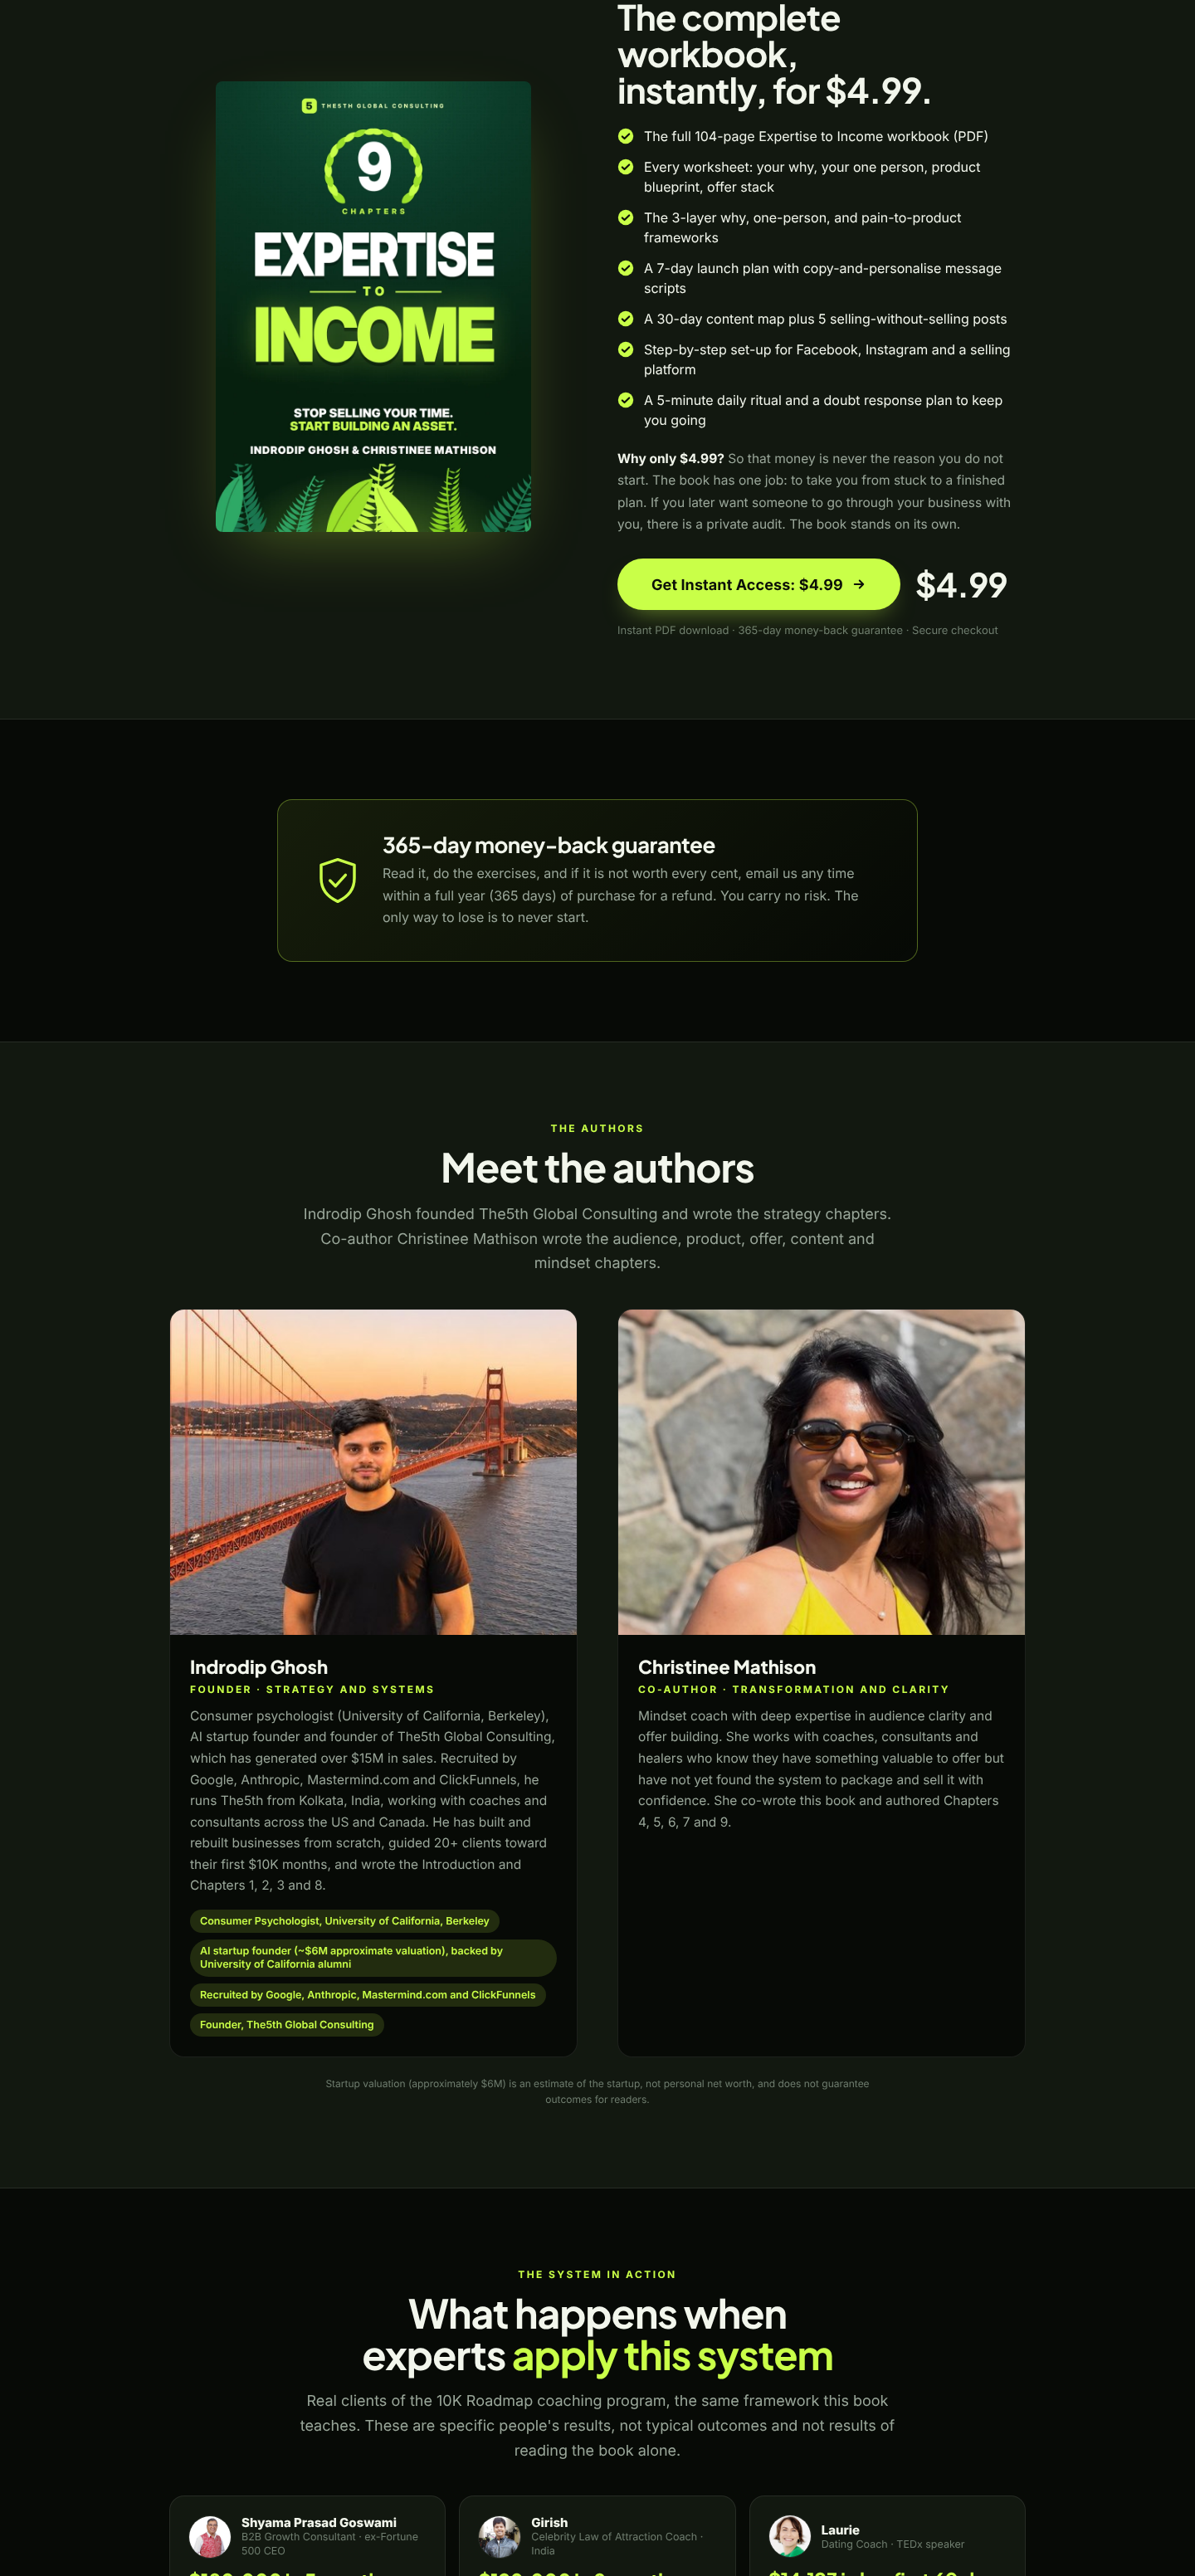 The complete
workbook,
instantly, for $4.99.
5 THE5TH GLOBAL CONSULTING
9
CHAPTERS
EXPERTISE
TO
INCOME
STOP SELLING YOUR TIME.
START BUILDING AN ASSET.
INDRODIP GHOSH & CHRISTINEE MATHISON
The full 104-page Expertise to Income workbook (PDF)
Every worksheet: your why, your one person, product
blueprint, offer stack
The 3-layer why, one-person, and pain-to-product
frameworks
A 7-day launch plan with copy-and-personalise message
scripts
A 30-day content map plus 5 selling-without-selling posts
Step-by-step set-up for Facebook, Instagram and a selling
platform
A 5-minute daily ritual and a doubt response plan to keep
you going
Why only $4.99? So that money is never the reason you do not
start. The book has one job: to take you from stuck to a finished
plan. If you later want someone to go through your business with
you, there is a private audit. The book stands on its own.
Get Instant Access: $4.99 →
$4.99
Instant PDF download · 365-day money-back guarantee · Secure checkout
365-day money-back guarantee
Read it, do the exercises, and if it is not worth every cent, email us any time
within a full year (365 days) of purchase for a refund. You carry no risk. The
only way to lose is to never start.
THE AUTHORS
Meet the authors
Indrodip Ghosh founded The5th Global Consulting and wrote the strategy chapters.
Co-author Christinee Mathison wrote the audience, product, offer, content and
mindset chapters.
Indrodip Ghosh
FOUNDER · STRATEGY AND SYSTEMS
Consumer psychologist (University of California, Berkeley),
AI startup founder and founder of The5th Global Consulting,
which has generated over $15M in sales. Recruited by
Google, Anthropic, Mastermind.com and ClickFunnels, he
runs The5th from Kolkata, India, working with coaches and
consultants across the US and Canada. He has built and
rebuilt businesses from scratch, guided 20+ clients toward
their first $10K months, and wrote the Introduction and
Chapters 1, 2, 3 and 8.
Consumer Psychologist, University of California, Berkeley
AI startup founder (~$6M approximate valuation), backed by
University of California alumni
Recruited by Google, Anthropic, Mastermind.com and ClickFunnels
Founder, The5th Global Consulting
Christinee Mathison
CO-AUTHOR · TRANSFORMATION AND CLARITY
Mindset coach with deep expertise in audience clarity and
offer building. She works with coaches, consultants and
healers who know they have something valuable to offer but
have not yet found the system to package and sell it with
confidence. She co-wrote this book and authored Chapters
4, 5, 6, 7 and 9.
Startup valuation (approximately $6M) is an estimate of the startup, not personal net worth, and does not guarantee
outcomes for readers.
THE SYSTEM IN ACTION
What happens when
experts apply this system
Real clients of the 10K Roadmap coaching program, the same framework this book
teaches. These are specific people's results, not typical outcomes and not results of
reading the book alone.
Shyama Prasad Goswami
B2B Growth Consultant · ex-Fortune
500 CEO
Girish
Celebrity Law of Attraction Coach ·
India
Laurie
Dating Coach · TEDx speaker